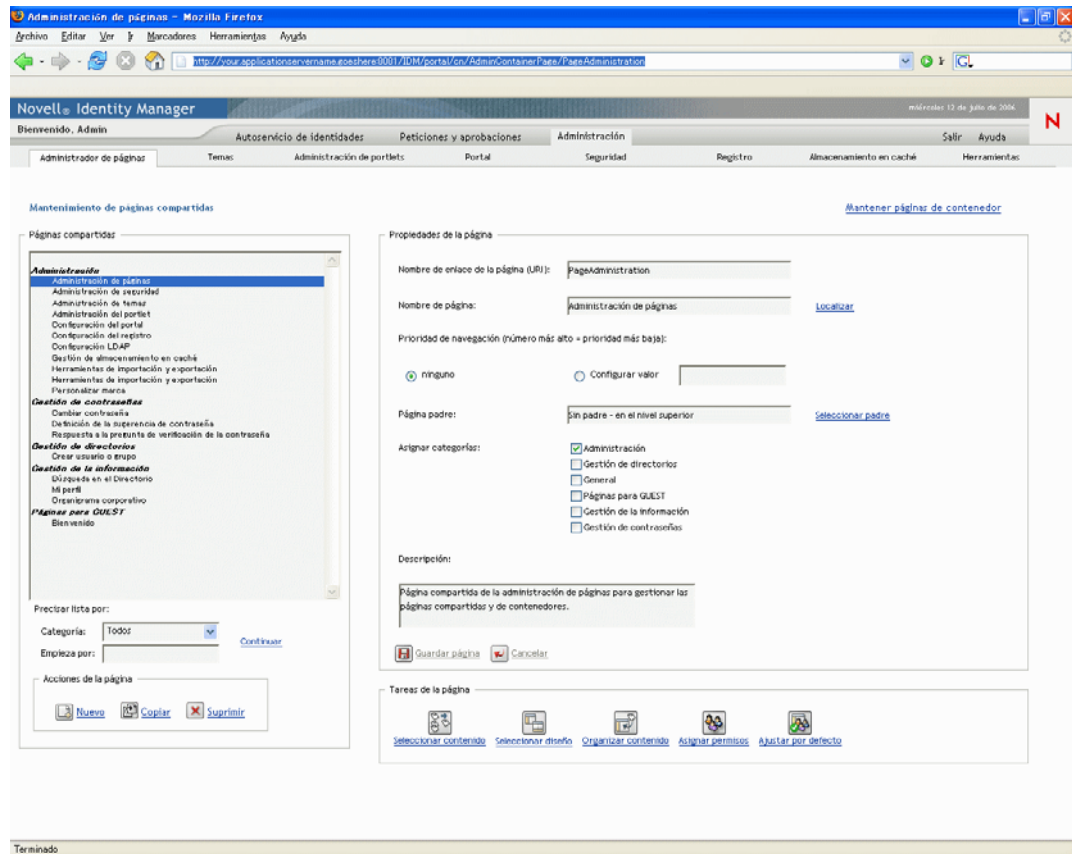 Administración de páginas - Mozilla Firefox
Archivo Editar Ver Ir Marcadores Herramientas Ayuda
http://your.applicationservername.goeshere:0001/IDM/portal/cn/AdminContainerPage/PageAdministration
Novell® Identity Manager
miércoles 12 de julio de 2006
N
Bienvenido, Admin
Autoservicio de identidades Peticiones y aprobaciones Administración Salir Ayuda
Administrador de páginas Temas Administración de portlets Portal Seguridad Registro Almacenamiento en caché Herramientas
Mantenimiento de páginas compartidas
Mantener páginas de contenedor
Páginas compartidas
Administración
Administración de páginas
Administración de seguridad
Administración de temas
Administración del portlet
Configuración del portal
Configuración del registro
Configuración LDAP
Gestión de almacenamiento en caché
Herramientas de importación y exportación
Herramientas de importación y exportación
Personalizar marca
Gestión de contraseñas
Cambiar contraseña
Definición de la sugerencia de contraseña
Respuesta a la pregunta de verificación de la contraseña
Gestión de directorios
Crear usuario o grupo
Gestión de la información
Búsqueda en el Directorio
Mi perfil
Organigrama corporativo
Páginas para GUEST
Bienvenido
Precisar lista por:
Categoría: Todos
Continuar
Empieza por:
Acciones de la página
Nuevo Copiar Suprimir
Propiedades de la página
Nombre de enlace de la página (URI): PageAdministration
Nombre de página: Administración de páginas Localizar
Prioridad de navegación (número más alto = prioridad más baja):
ninguno Configurar valor
Página padre: Sin padre - en el nivel superior Seleccionar padre
Asignar categorías: Administración
Gestión de directorios
General
Páginas para GUEST
Gestión de la información
Gestión de contraseñas
Descripción:
Página compartida de la administración de páginas para gestionar las
páginas compartidas y de contenedores.
Guardar página Cancelar
Tareas de la página
Seleccionar contenido Seleccionar diseño Organizar contenido Asignar permisos Ajustar por defecto
Terminado